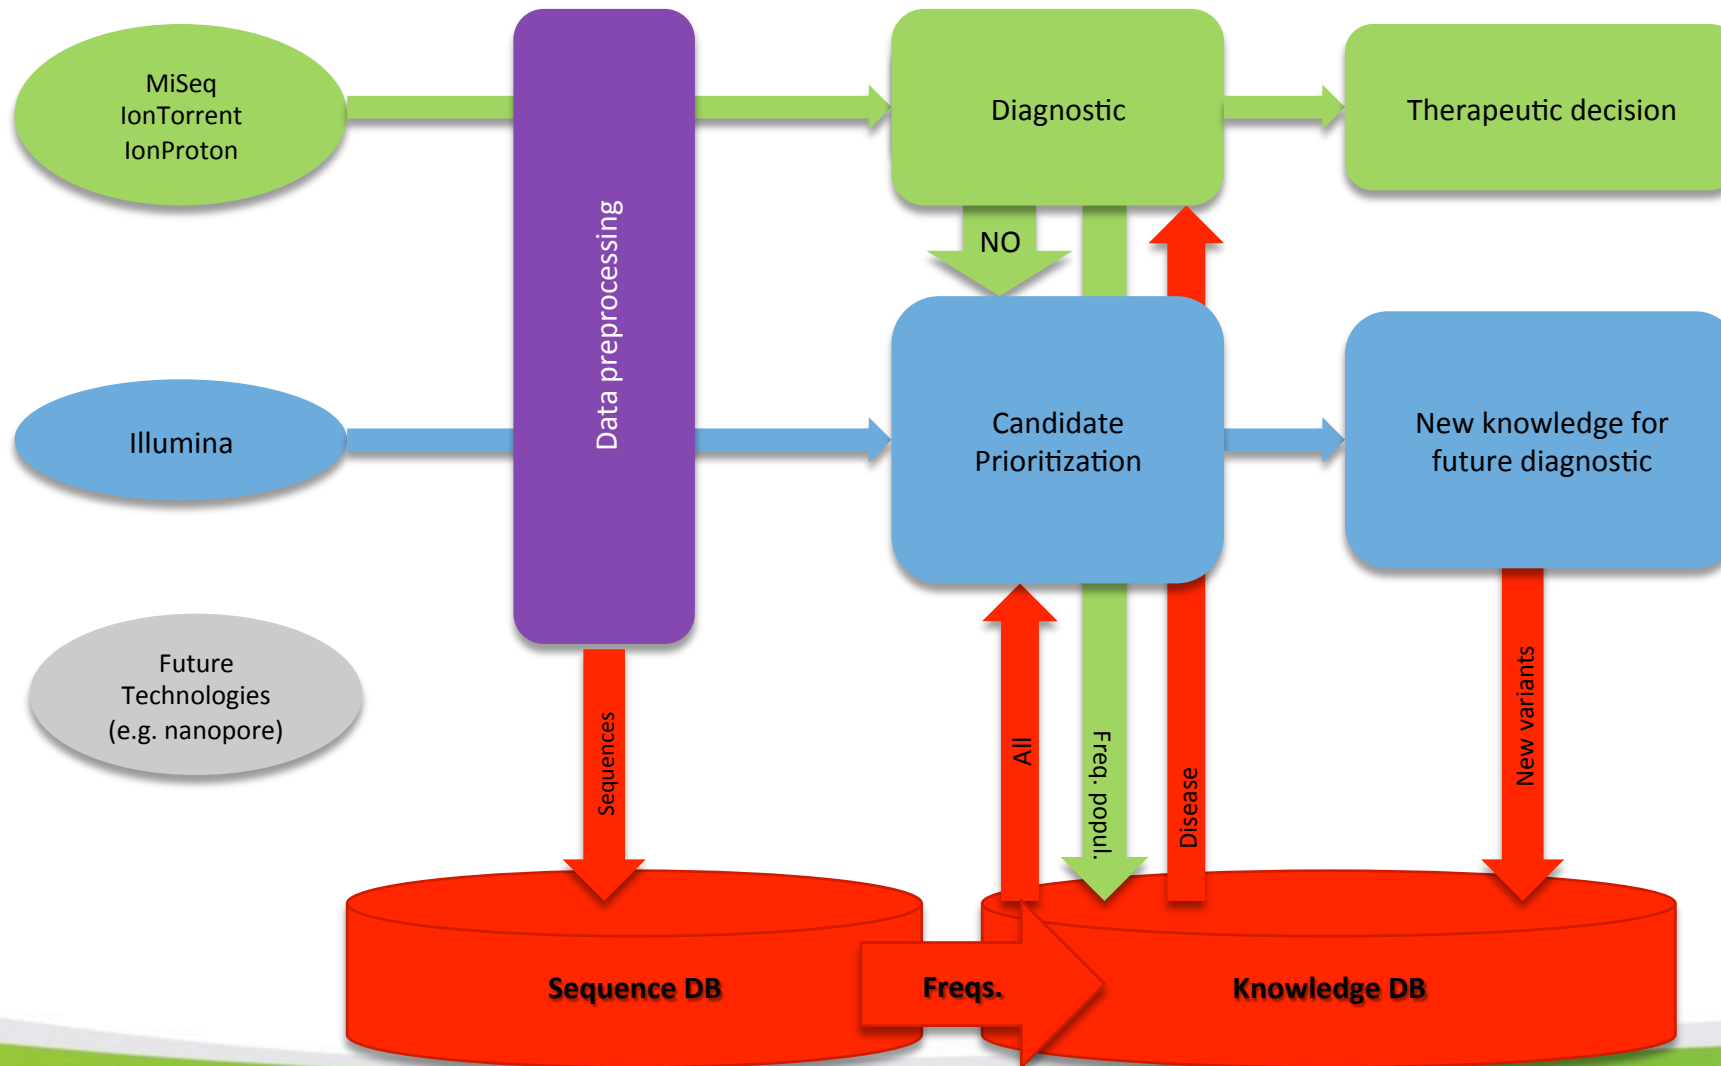 MiSeq
IonTorrent
IonProton
Data preprocessing
Diagnostic
Therapeutic decision
NO
Illumina
Candidate
Prioritization
New knowledge for
future diagnostic
Future
Technologies
(e.g. nanopore)
Sequences
All
Freq. popul.
Disease
New variants
Sequence DB
Freqs.
Knowledge DB